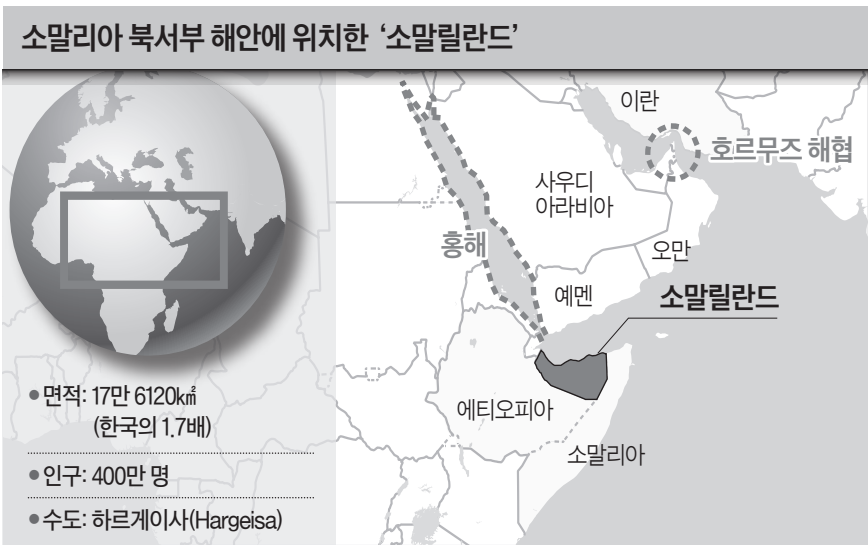 소말리아 북서부 해안에 위치한 ‘소말릴란드’
이란
호르무즈 해협
사우디
아라비아
홍해
오만
예멘
소말릴란드
에티오피아
소말리아
• 면적: 17만 6120㎢
(한국의 1.7배)
• 인구: 400만 명
• 수도: 하르게이사(Hargeisa)